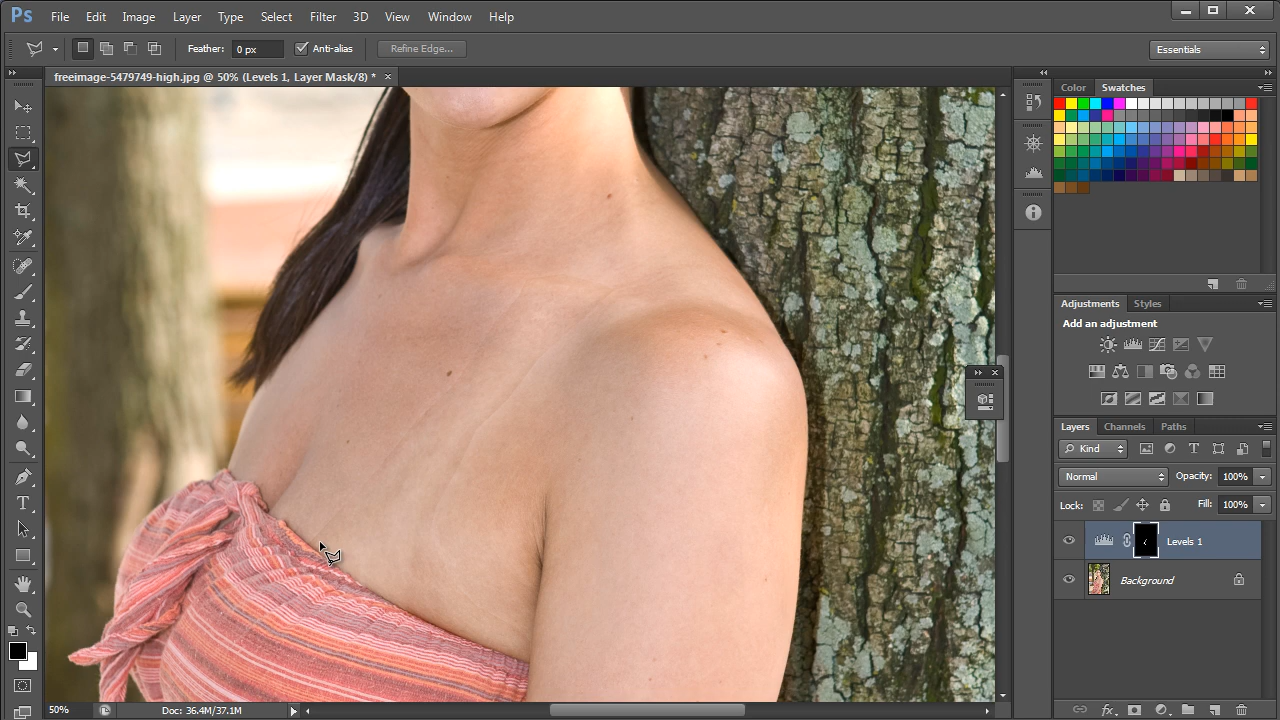 Ps File Edit Image Layer Type Select Filter 3D View Window Help
Feather: 0 px Anti-alias Refine Edge... Essentials
freeimage-5479749-high.jpg @ 50% (Levels 1, Layer Mask/8) * ×
Color Swatches
Adjustments Styles
Add an adjustment
Layers Channels Paths
Kind
Normal Opacity: 100%
Lock: Fill: 100%
Levels 1
Background
50% Doc: 36.4M/37.1M